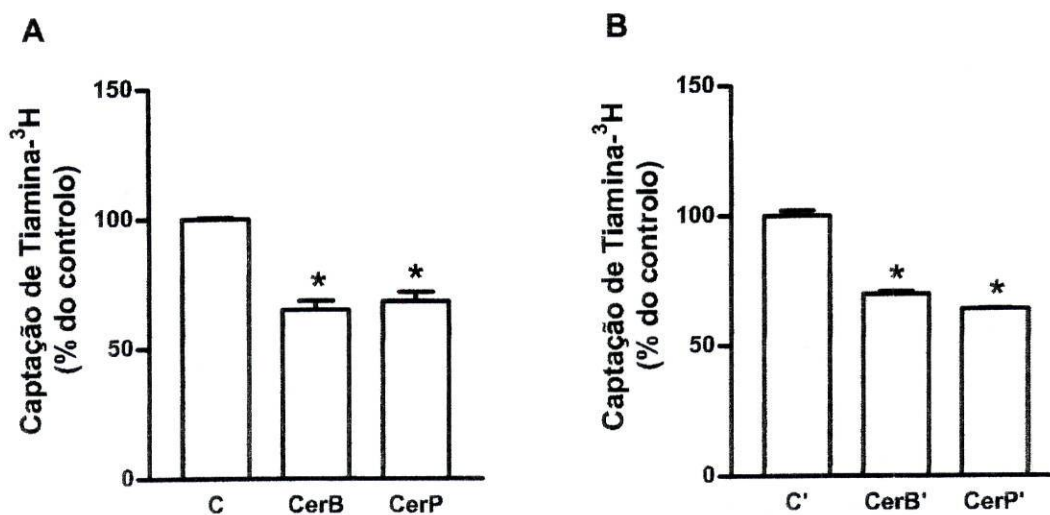 A
Captação de Tiamina-³H
(% do controlo)
150
100
50
0
*
*
C
CerB
CerP
B
Captação de Tiamina-³H
(% do controlo)
150
100
50
0
*
*
C'
CerB'
CerP'